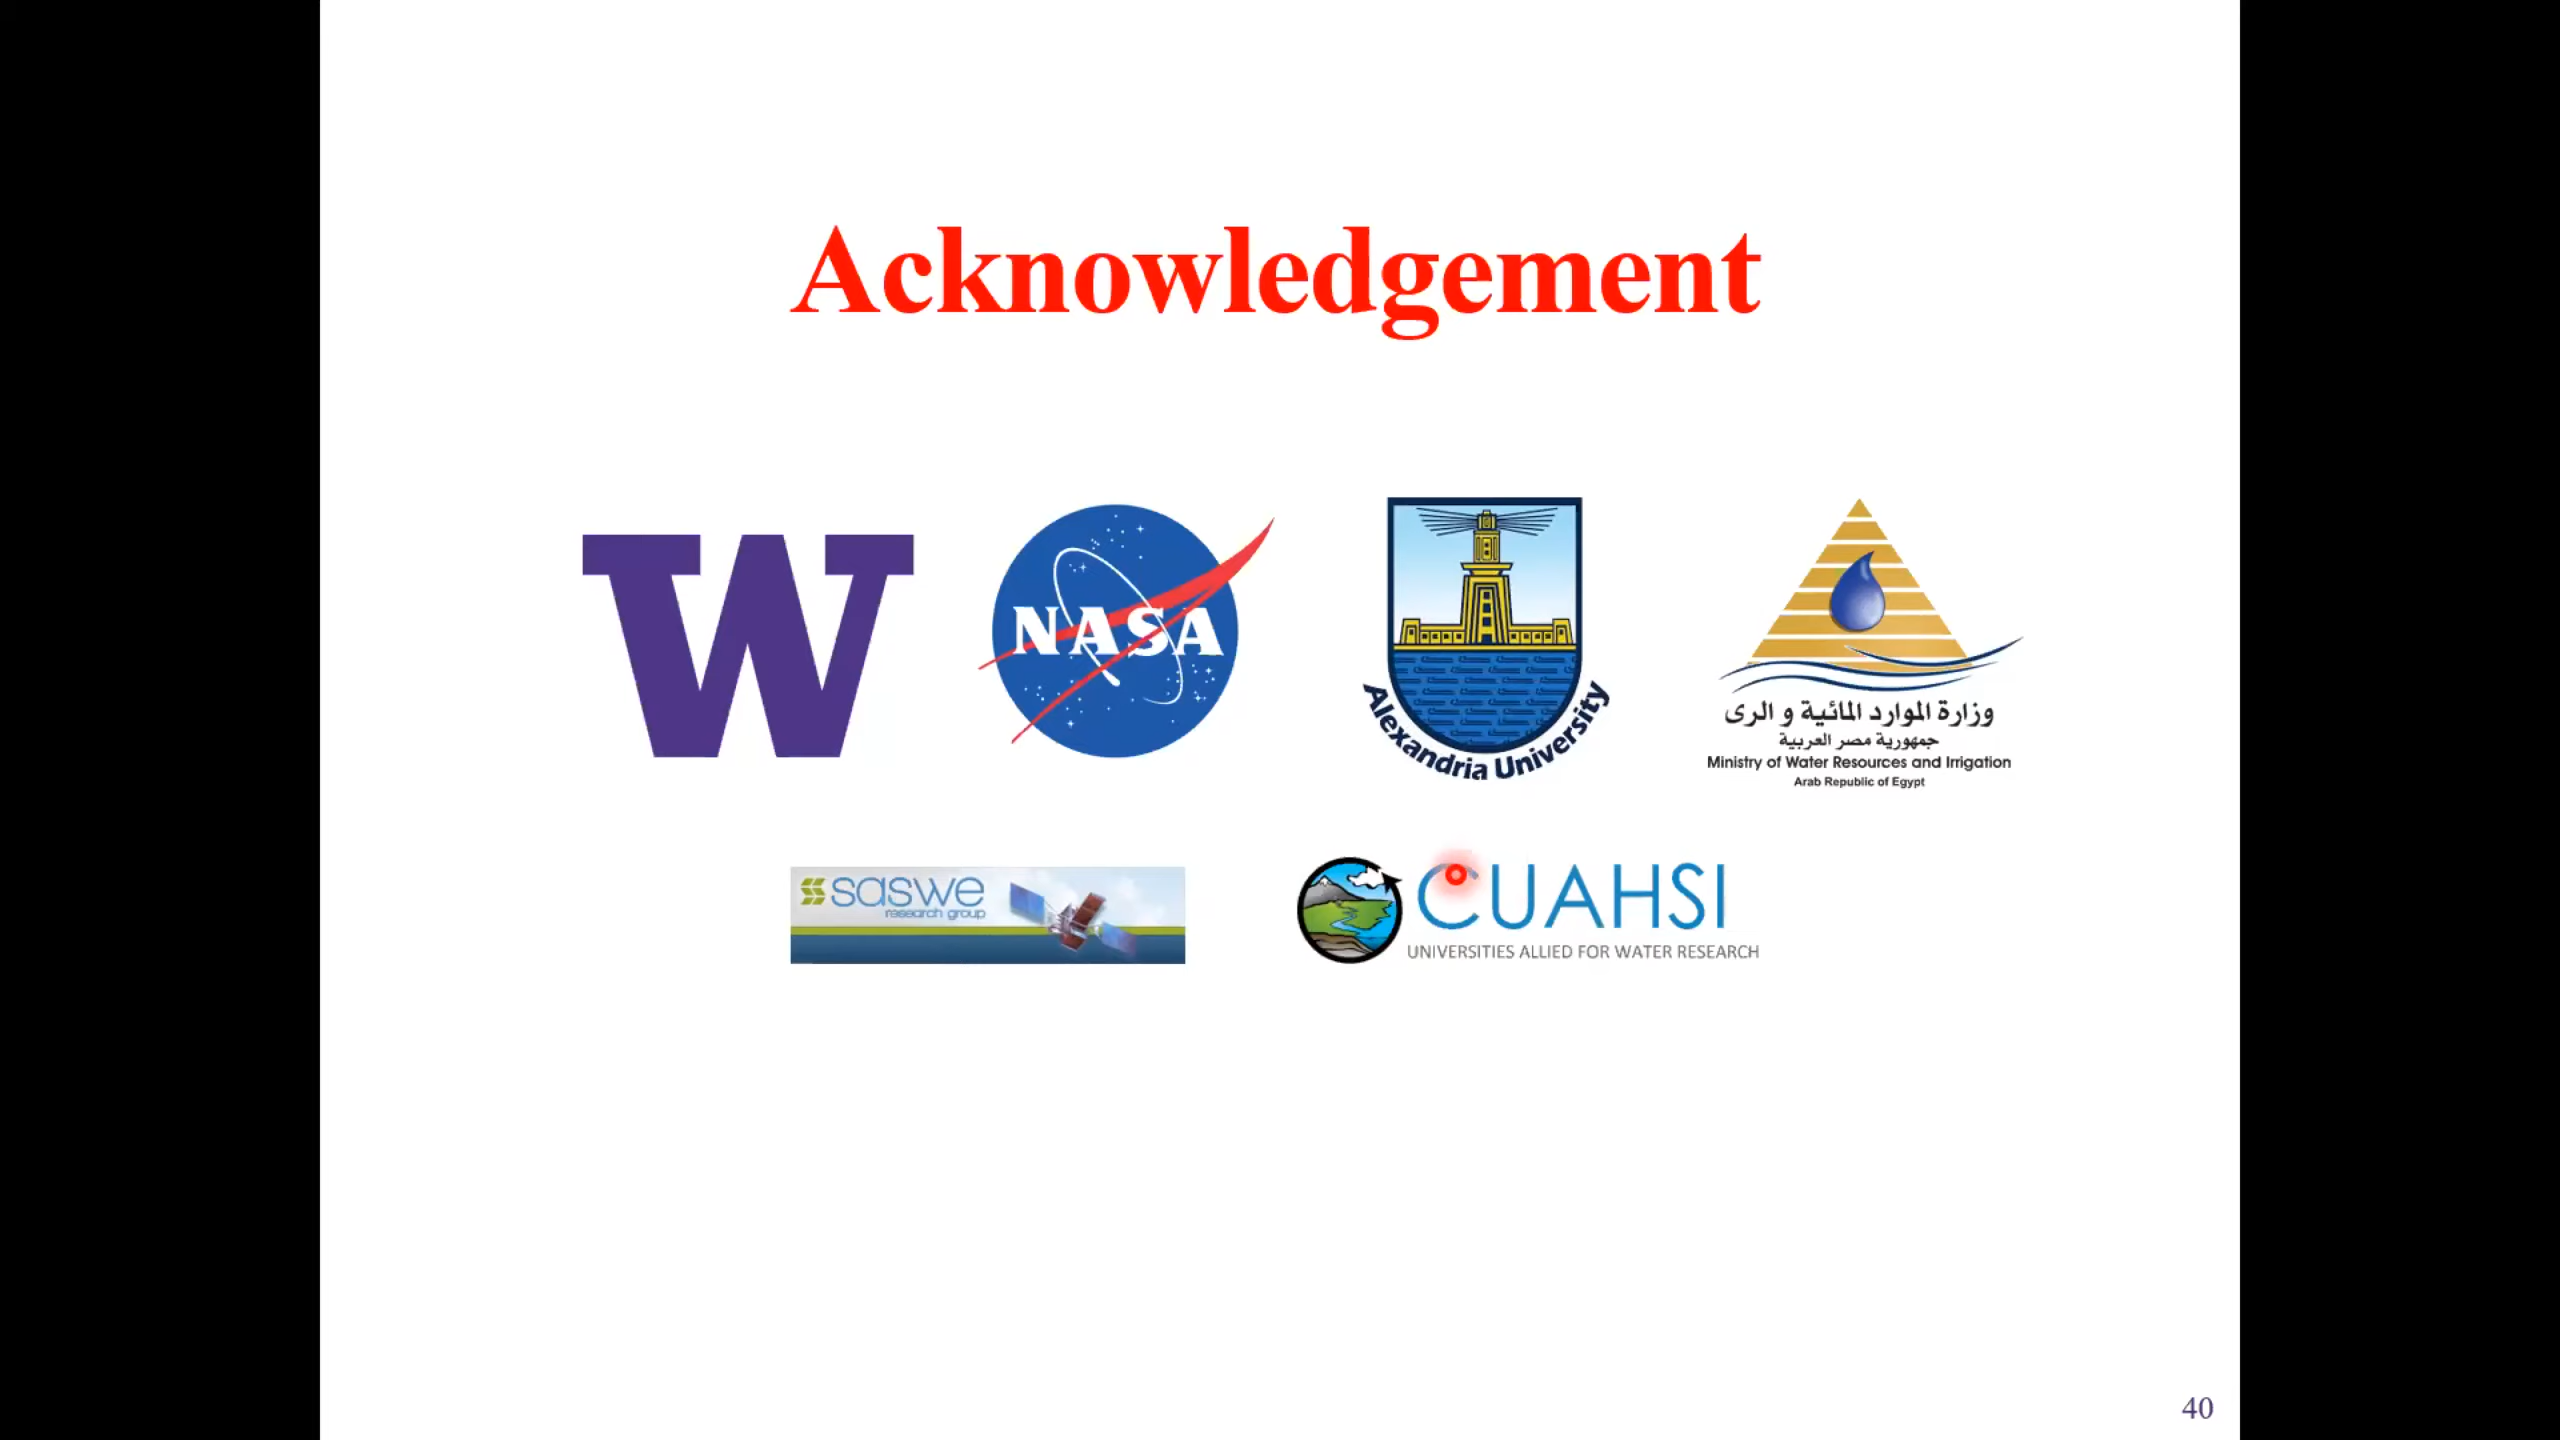 Acknowledgement
W
NASA
Alexandria University
وزارة الموارد المائية و الرى
جمهورية مصر العربية
Ministry of Water Resources and Irrigation
Arab Republic of Egypt
saswe
research group
CUAHSI
UNIVERSITIES ALLIED FOR WATER RESEARCH
40